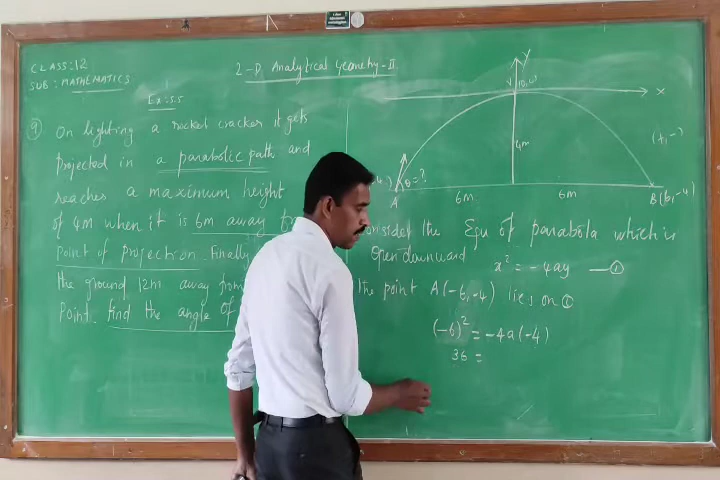 CLASS:12
SUB : MATHEMATICS
2-D Analytical Geometry-II
Ex:5.5
9 On lighting a rocket cracker it gets
projected in a parabolic path and
reaches a maximum height
of 4m when it is 6m away
point of projection. Finally
the ground 12m away from
point. Find the angle of
Y
V (0,0)
X
4m
θ=?
A
6m
6m
B(6,-4)
the Equ of parabola which is
open downward
x² = -4ay —①
the point A(-6,-4) lies on ①
(-6)² = -4a(-4)
36 =